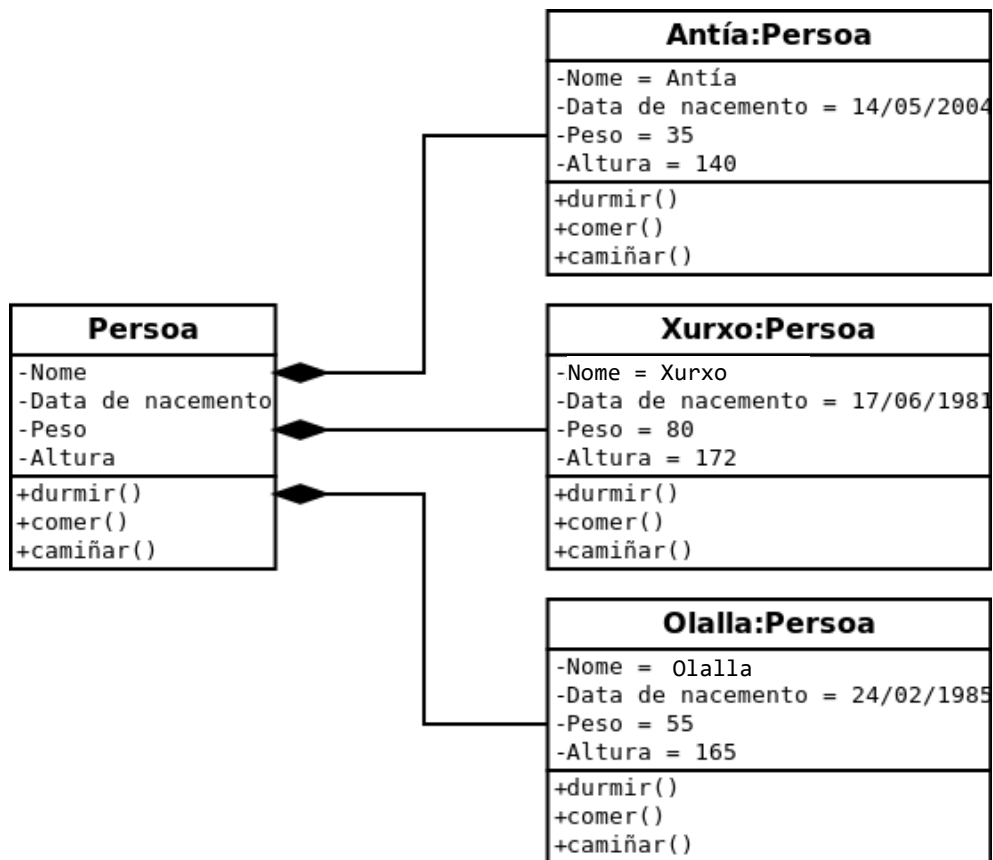 Antía:Persoa
-Nome = Antía
-Data de nacemento = 14/05/2004
-Peso = 35
-Altura = 140
+durmir()
+comer()
+camiñar()
Persoa
-Nome
-Data de nacemento
-Peso
-Altura
+durmir()
+comer()
+camiñar()
Xurxo:Persoa
-Nome = Xurxo
-Data de nacemento = 17/06/1981
-Peso = 80
-Altura = 172
+durmir()
+comer()
+camiñar()
Olalla:Persoa
-Nome = Olalla
-Data de nacemento = 24/02/1985
-Peso = 55
-Altura = 165
+durmir()
+comer()
+camiñar()